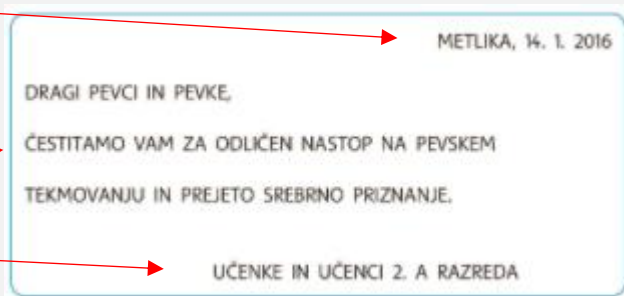 METLIKA, 14. 1. 2016
DRAGI PEVCI IN PEVKE,
ČESTITAMO VAM ZA ODLIČEN NASTOP NA PEVSKEM
TEKMOVANJU IN PREJETO SREBRNO PRIZNANJE.
UČENKE IN UČENCI 2. A RAZREDA